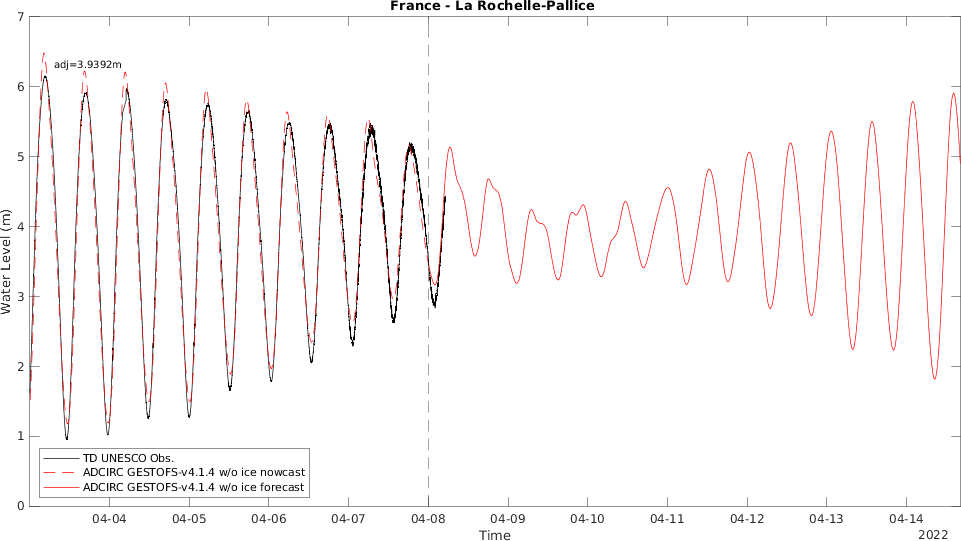 France - La Rochelle-Pallice
7
adj=3.9392m
6
5
4
3
2
1
0
Water Level (m)
TD UNESCO Obs.
ADCIRC GESTOFS-v4.1.4 w/o ice nowcast
ADCIRC GESTOFS-v4.1.4 w/o ice forecast
04-04 04-05 04-06 04-07 04-08 04-09 04-10 04-11 04-12 04-13 04-14
Time
2022